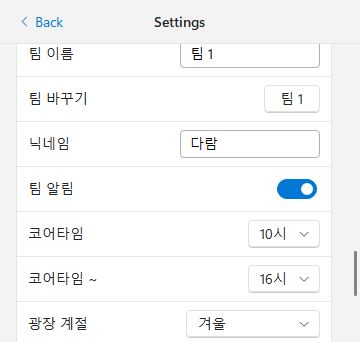 Back
Settings
팀 이름
팀 1
팀 바꾸기
팀 1
닉네임
다람
팀 알림
코어타임
10시
코어타임 ~
16시
광장 계절
겨울